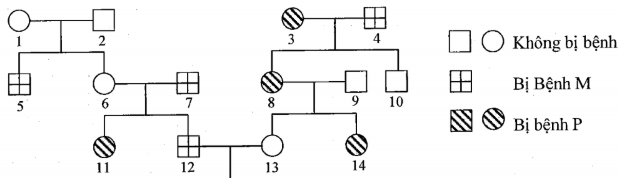 1 2 3 4
Không bị bệnh
5 6 7 8 9 10
Bị Bệnh M
11 12 13 14
Bị bệnh P